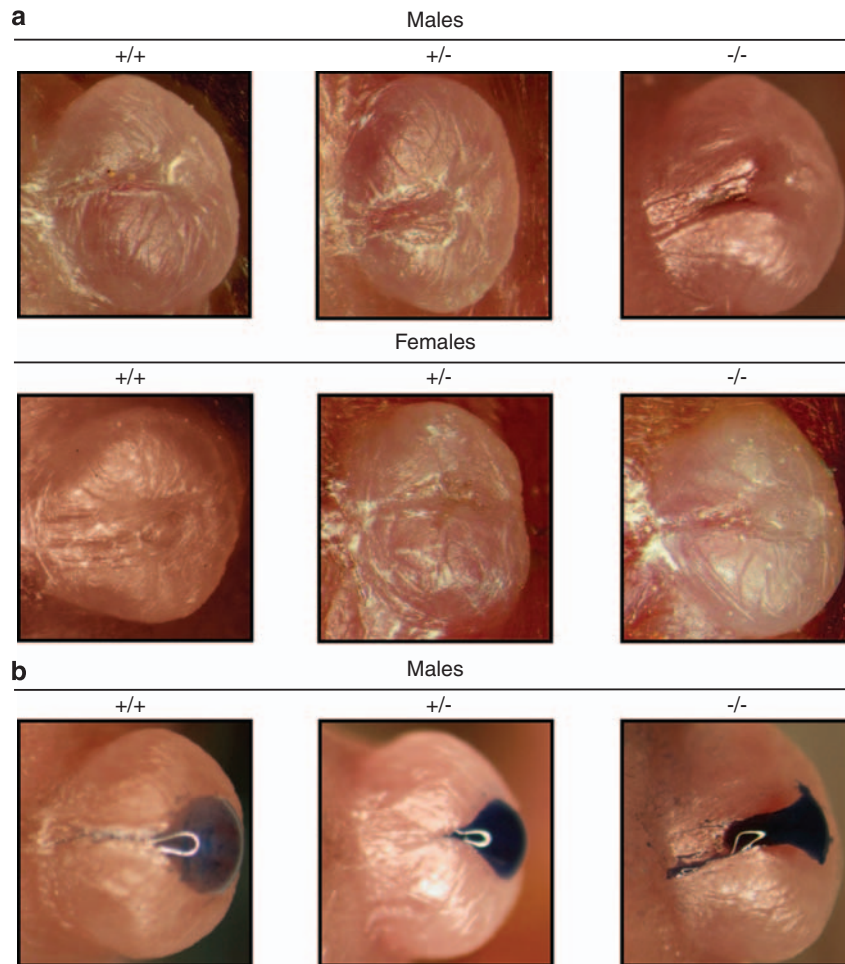 a
Males
+/+ +/- -/-
Females
+/+ +/- -/-
b
Males
+/+ +/- -/-